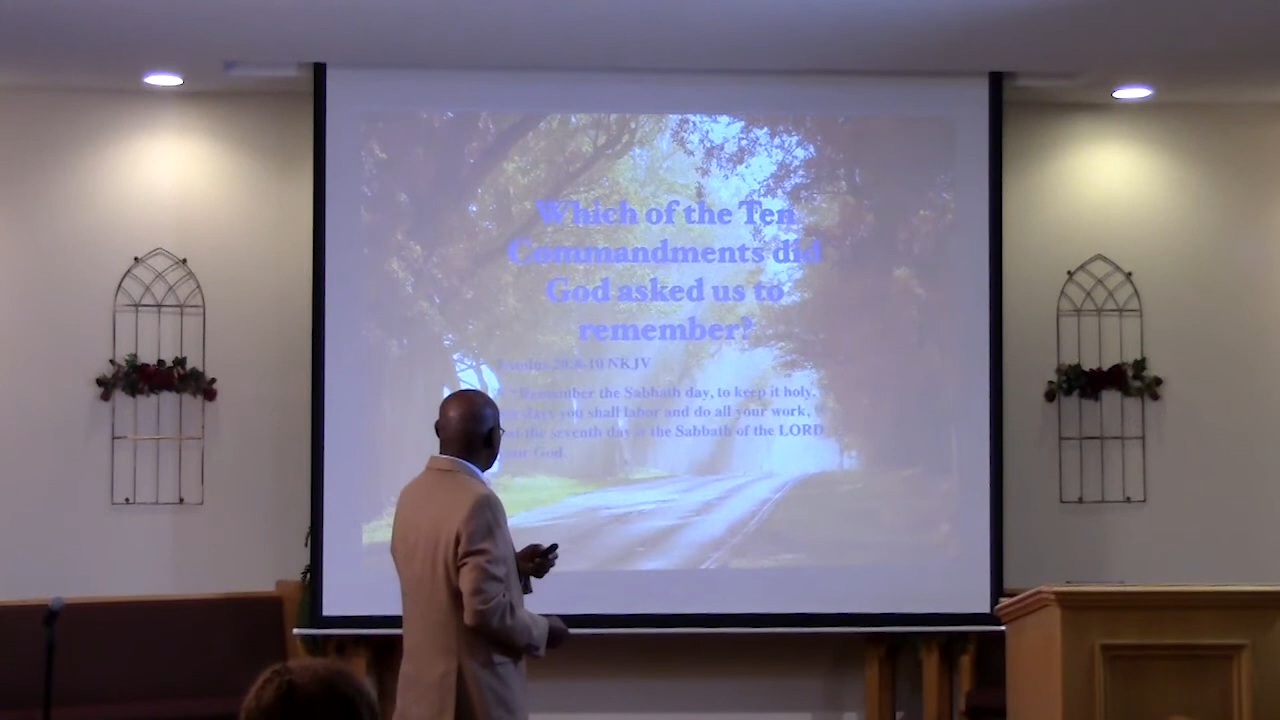 Which of the Ten
Commandments did
God asked us to
remember?
Exodus 20:8-10 NKJV
"Remember the Sabbath day, to keep it holy.
days you shall labor and do all your work,
but the seventh day is the Sabbath of the LORD
your God.